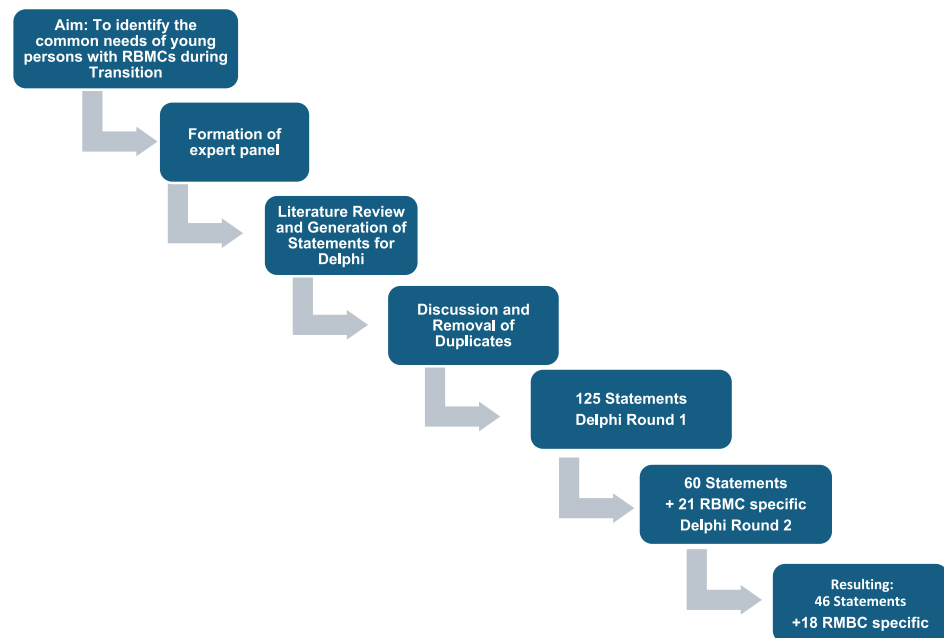 Aim: To identify the
common needs of young
persons with RBMCs during
Transition
Formation of
expert panel
Literature Review
and Generation of
Statements for
Delphi
Discussion and
Removal of
Duplicates
125 Statements
Delphi Round 1
60 Statements
+ 21 RBMC specific
Delphi Round 2
Resulting:
46 Statements
+18 RMBC specific